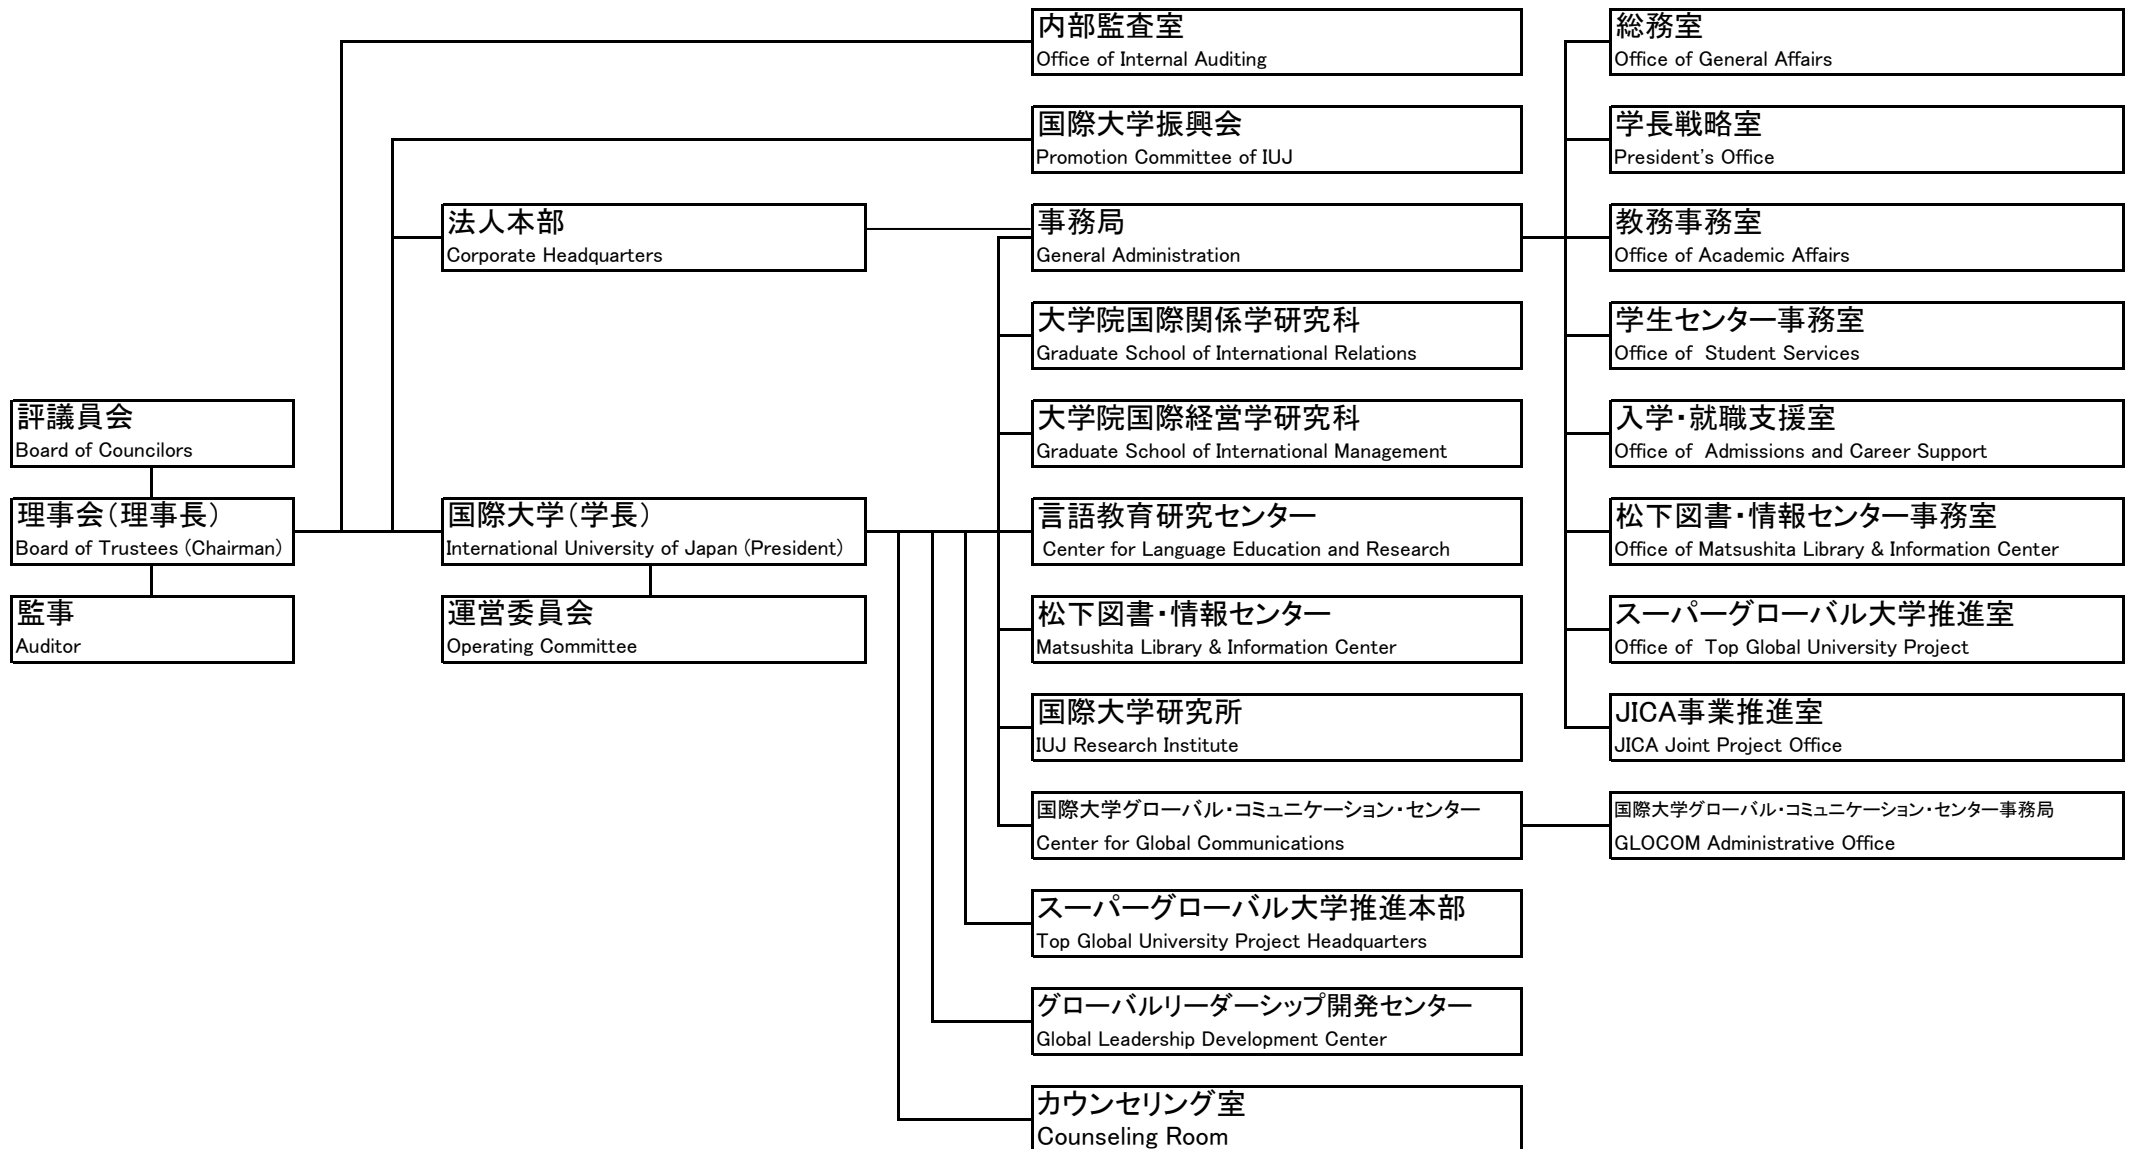 内部監査室
Office of Internal Auditing
総務室
Office of General Affairs
国際大学振興会
Promotion Committee of IUJ
学長戦略室
President's Office
法人本部
Corporate Headquarters
事務局
General Administration
教務事務室
Office of Academic Affairs
大学院国際関係学研究科
Graduate School of International Relations
学生センター事務室
Office of  Student Services
評議員会
Board of Councilors
大学院国際経営学研究科
Graduate School of International Management
入学・就職支援室
Office of  Admissions and Career Support
理事会（理事長）
Board of Trustees (Chairman)
国際大学（学長）
International University of Japan (President)
言語教育研究センター
Center for Language Education and Research
松下図書・情報センター事務室
Office of Matsushita Library & Information Center
監事
Auditor
運営委員会
Operating Committee
松下図書・情報センター
Matsushita Library & Information Center
スーパーグローバル大学推進室
Office of  Top Global University Project
国際大学研究所
IUJ Research Institute
JICA事業推進室
JICA Joint Project Office
国際大学グローバル・コミュニケーション・センター
Center for Global Communications
国際大学グローバル・コミュニケーション・センター事務局
GLOCOM Administrative Office
スーパーグローバル大学推進本部
Top Global University Project Headquarters
グローバルリーダーシップ開発センター
Global Leadership Development Center
カウンセリング室
Counseling Room